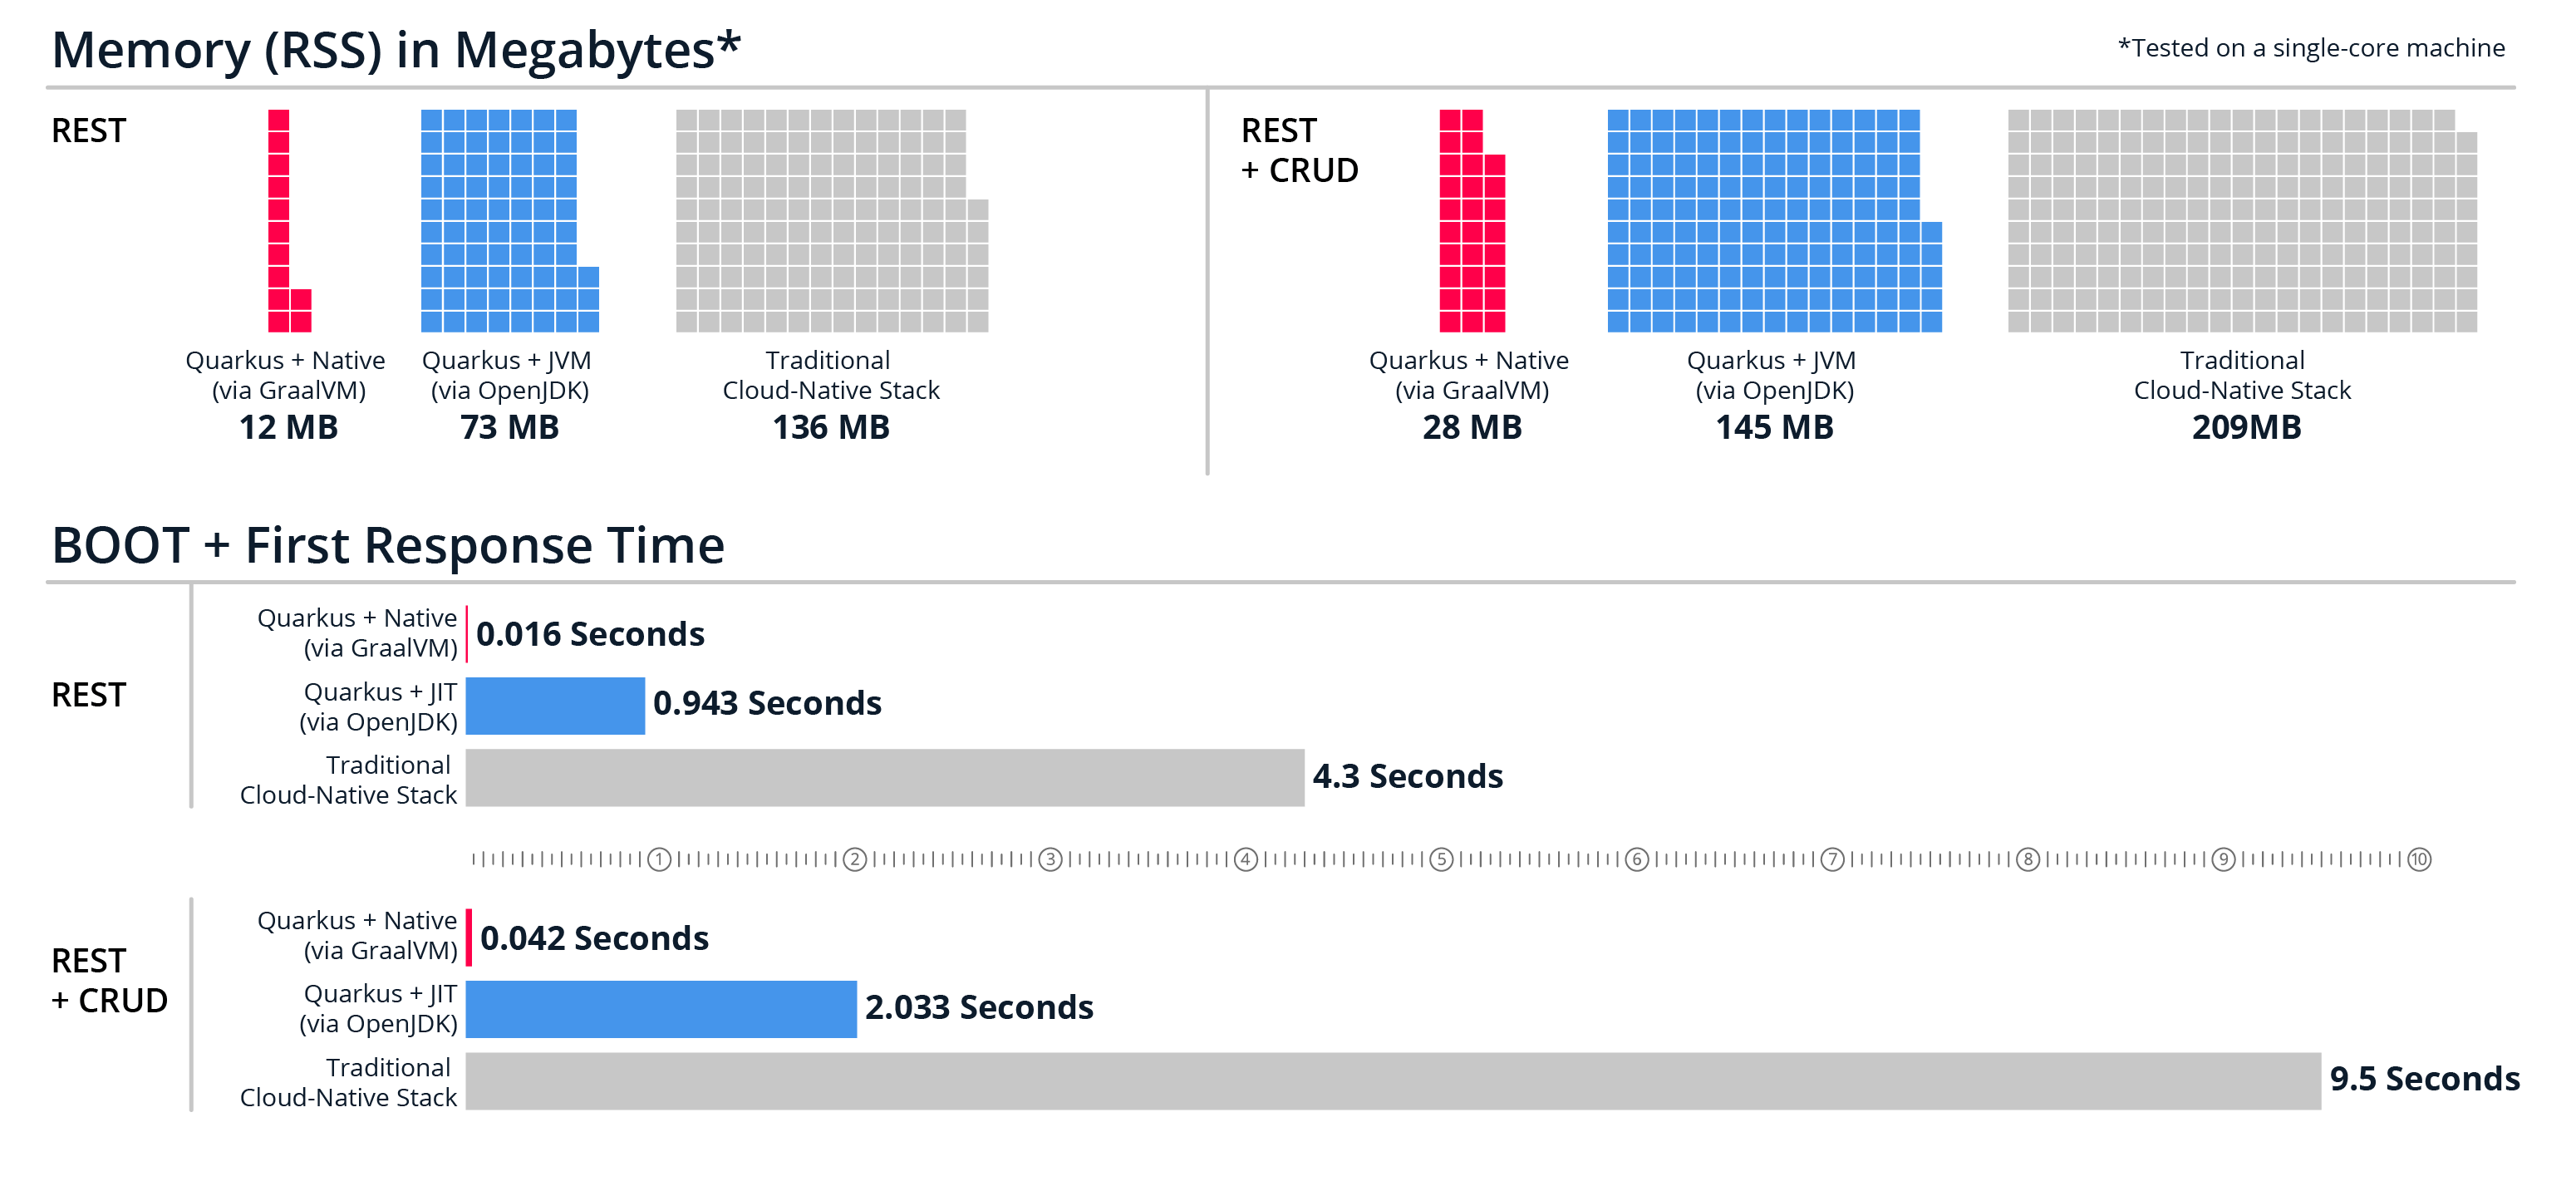 Memory (RSS) in Megabytes*
*Tested on a single-core machine
REST
Quarkus + Native
(via GraalVM)
12 MB
Quarkus + JVM
(via OpenJDK)
73 MB
Traditional
Cloud-Native Stack
136 MB
REST
+ CRUD
Quarkus + Native
(via GraalVM)
28 MB
Quarkus + JVM
(via OpenJDK)
145 MB
Traditional
Cloud-Native Stack
209MB
BOOT + First Response Time
REST
Quarkus + Native
(via GraalVM)
0.016 Seconds
Quarkus + JIT
(via OpenJDK)
0.943 Seconds
Traditional
Cloud-Native Stack
4.3 Seconds
1 2 3 4 5 6 7 8 9 10
REST
+ CRUD
Quarkus + Native
(via GraalVM)
0.042 Seconds
Quarkus + JIT
(via OpenJDK)
2.033 Seconds
Traditional
Cloud-Native Stack
9.5 Seconds